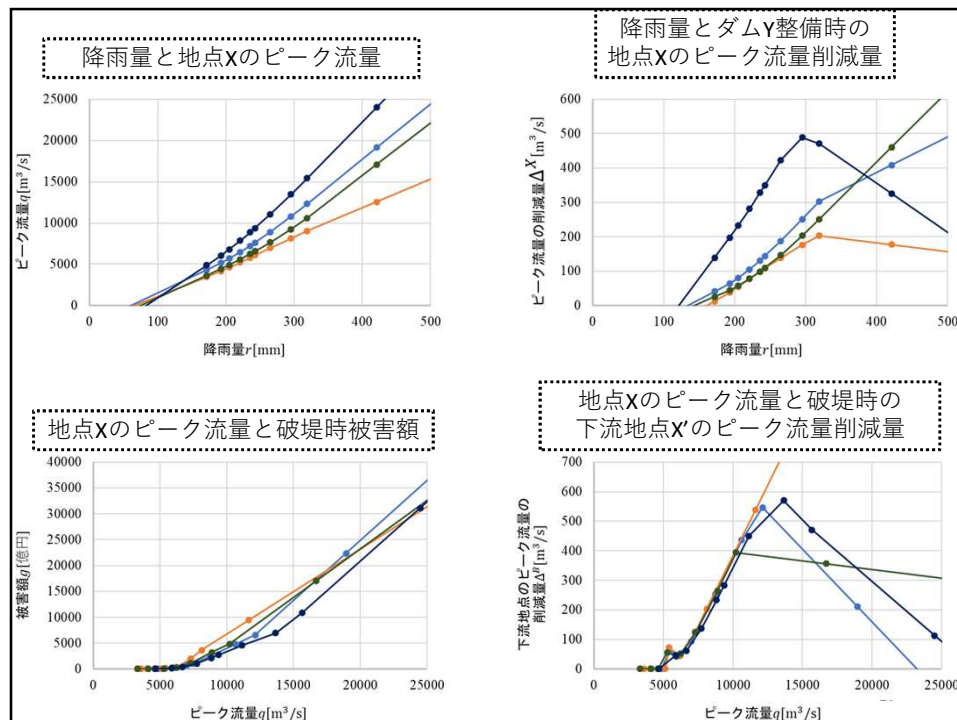 降雨量と地点Xのピーク流量
ピーク流量q[m³/s]
25000
20000
15000
10000
5000
0
0 100 200 300 400 500
降雨量r[mm]
降雨量とダムY整備時の
地点Xのピーク流量削減量
ピーク流量の削減量Δ^X[m³/s]
600
500
400
300
200
100
0
0 100 200 300 400 500
降雨量r[mm]
地点Xのピーク流量と破堤時被害額
被害額g[億円]
40000
35000
30000
25000
20000
15000
10000
5000
0
0 5000 10000 15000 20000 25000
ピーク流量q[m³/s]
地点Xのピーク流量と破堤時の
下流地点X’のピーク流量削減量
下流地点のピーク流量の
削減量Δ^B[m³/s]
700
600
500
400
300
200
100
0
0 5000 10000 15000 20000 25000
ピーク流量q[m³/s]